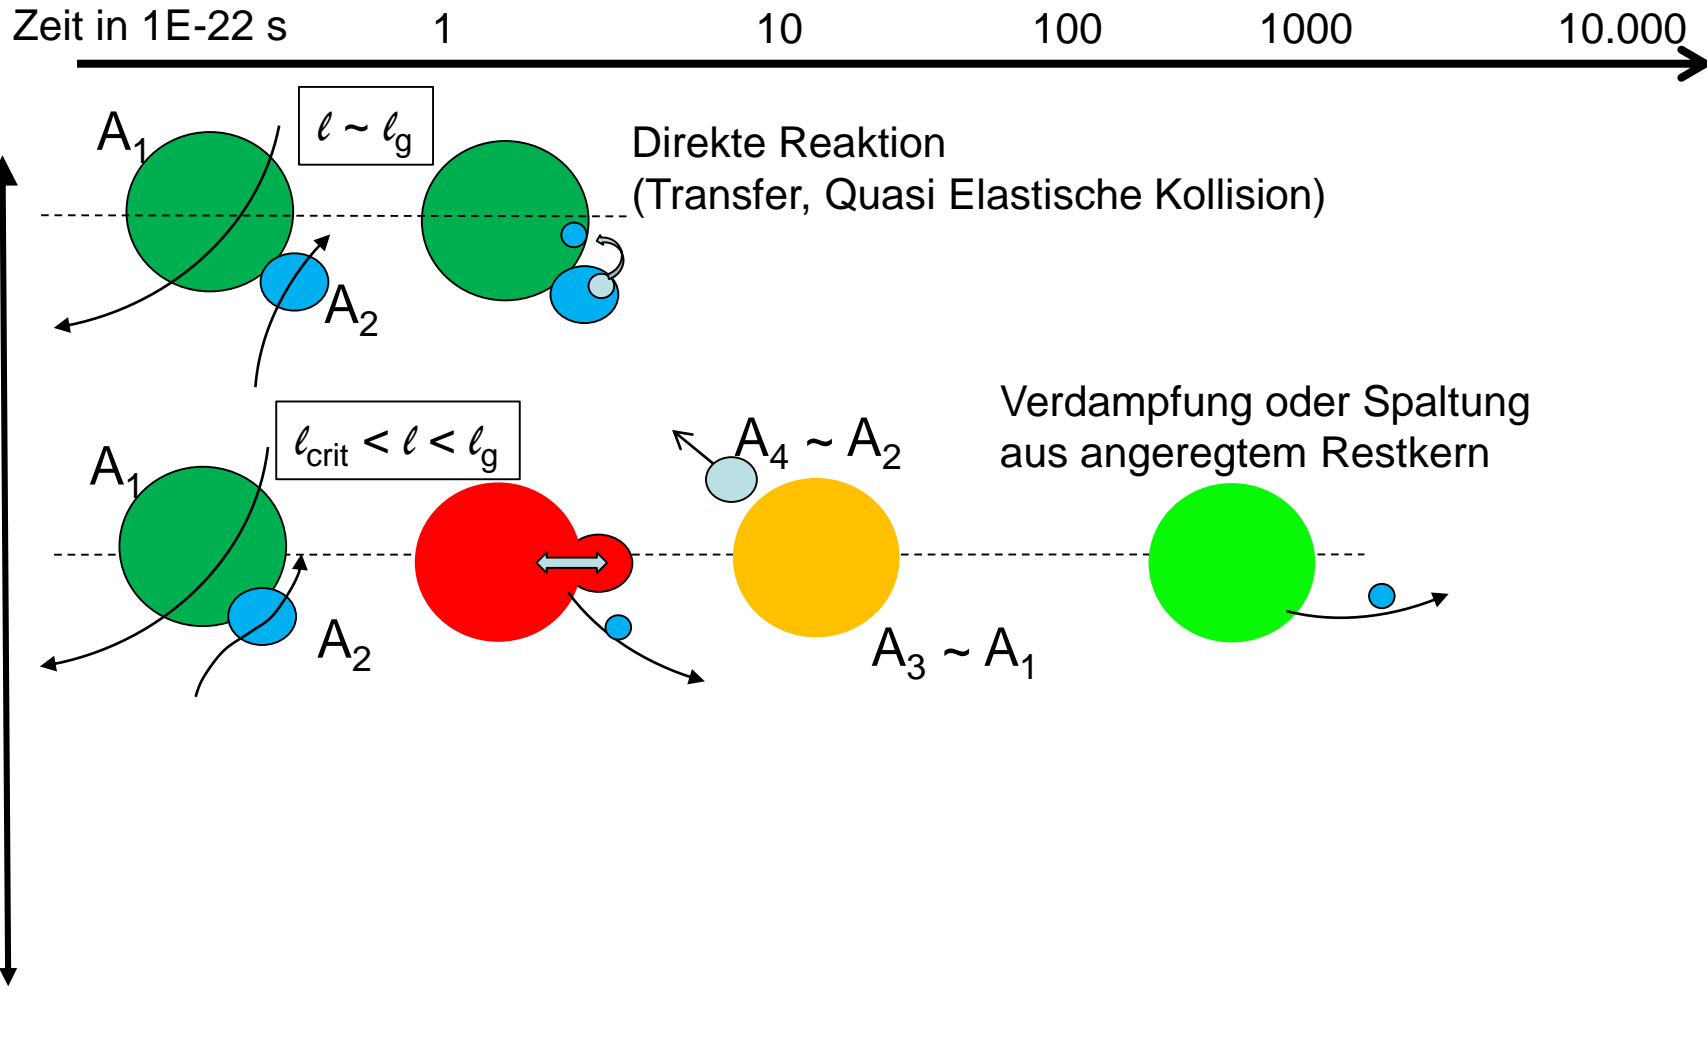 Zeit in 1E-22 s 1 10 100 1000 10.000
A₁
ℓ ~ ℓg
Direkte Reaktion
(Transfer, Quasi Elastische Kollision)
A₂
ℓcrit < ℓ < ℓg
A₁
A₄ ~ A₂
Verdampfung oder Spaltung
aus angeregtem Restkern
A₂
A₃ ~ A₁